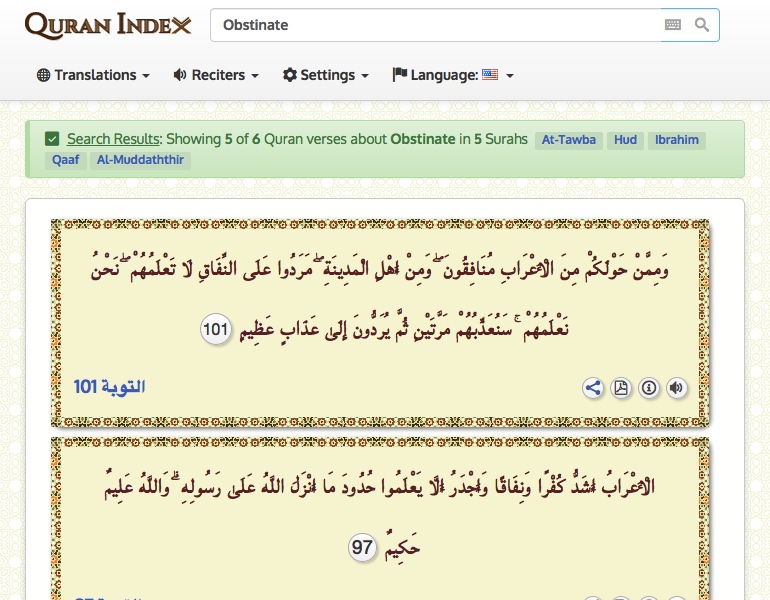 QURAN INDEX
Obstinate
Translations Reciters Settings Language:
Search Results: Showing 5 of 6 Quran verses about Obstinate in 5 Surahs At-Tawba Hud Ibrahim
Qaaf Al-Muddaththir
وَمِمَّنْ حَوْلَكُمْ مِنَ الْأَعْرَابِ مُنَافِقُونَ ۖ وَمِنْ أَهْلِ الْمَدِينَةِ ۖ مَرَدُوا عَلَى النِّفَاقِ لَا تَعْلَمُهُمْ ۖ نَحْنُ
نَعْلَمُهُمْ ۚ سَنُعَذِّبُهُمْ مَرَّتَيْنِ ثُمَّ يُرَدُّونَ إِلَىٰ عَذَابٍ عَظِيمٍ 101
التوبة 101
الْأَعْرَابُ أَشَدُّ كُفْرًا وَنِفَاقًا وَأَجْدَرُ أَلَّا يَعْلَمُوا حُدُودَ مَا أَنْزَلَ اللَّهُ عَلَىٰ رَسُولِهِ ۗ وَاللَّهُ عَلِيمٌ
حَكِيمٌ 97